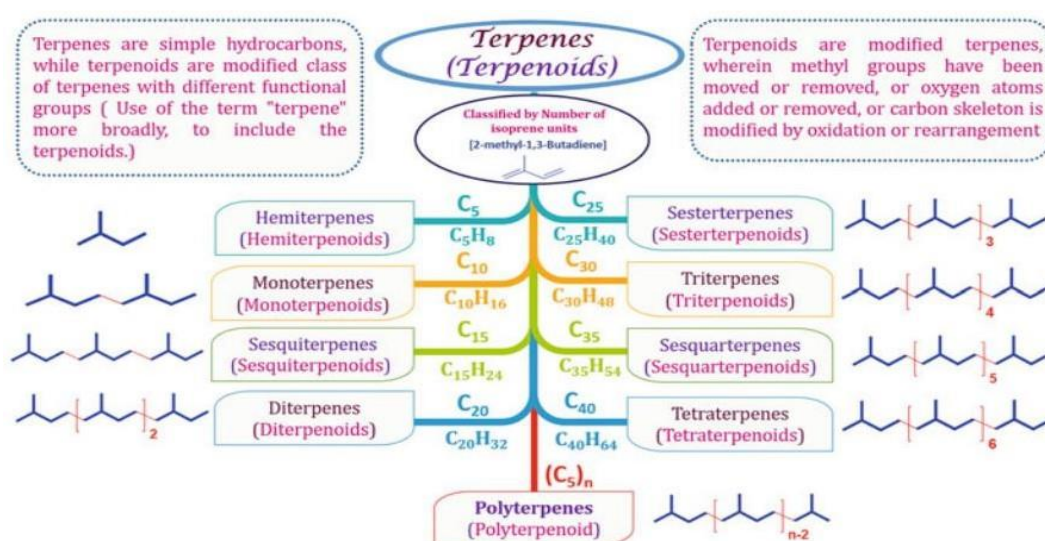 Terpenes are simple hydrocarbons,
while terpenoids are modified class
of terpenes with different functional
groups ( Use of the term "terpene"
more broadly, to include the
terpenoids.)
Terpenes
(Terpenoids)
Terpenoids are modified terpenes,
wherein methyl groups have been
moved or removed, or oxygen atoms
added or removed, or carbon skeleton is
modified by oxidation or rearrangement
Classified by Number of
isoprene units
[2-methyl-1,3-Butadiene]
Hemiterpenes
(Hemiterpenoids)
C₅
C₅H₈
C₂₅
C₂₅H₄₀
Sesterterpenes
(Sesterterpenoids)
3
Monoterpenes
(Monoterpenoids)
C₁₀
C₁₀H₁₆
C₃₀
C₃₀H₄₈
Triterpenes
(Triterpenoids)
4
Sesquiterpenes
(Sesquiterpenoids)
C₁₅
C₁₅H₂₄
C₃₅
C₃₅H₅₄
Sesquarterpenes
(Sesquarterpenoids)
5
2
Diterpenes
(Diterpenoids)
C₂₀
C₂₀H₃₂
C₄₀
C₄₀H₆₄
Tetraterpenes
(Tetraterpenoids)
6
(C₅)ₙ
Polyterpenes
(Polyterpenoid)
n-2